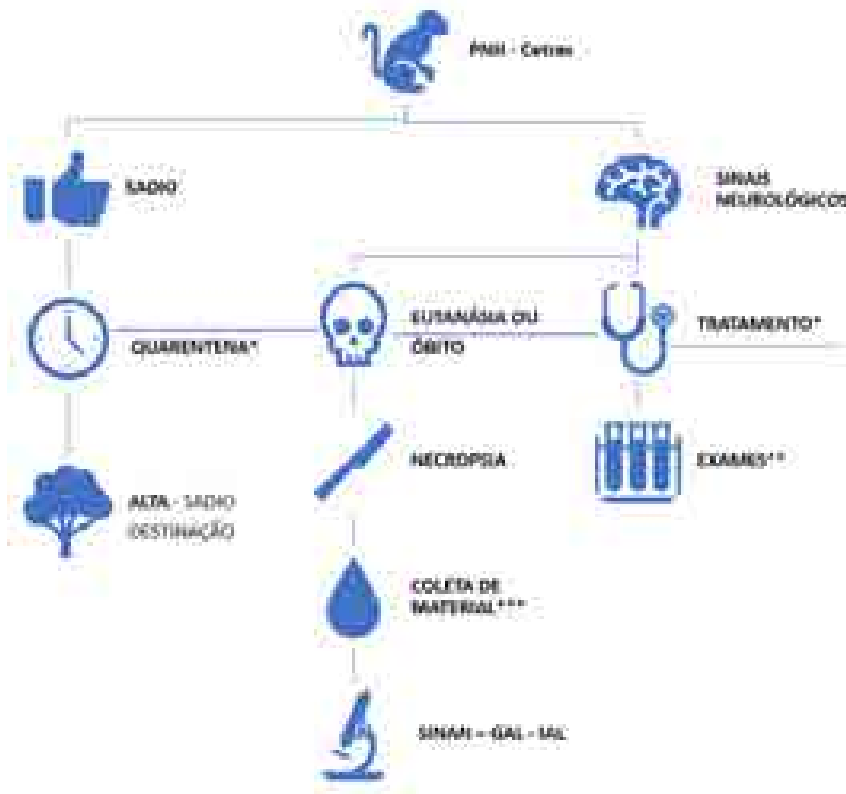 PNH - Cetras
SADIO
SINAIS
NEUROLÓGICOS
EUTANÁSIA OU
ÓBITO
QUARENTENA*
TRATAMENTO*
NECROPSIA
EXAMES**
ALTA - SADIO
DESTINAÇÃO
COLETA DE
MATERIAL***
SINAN – GAL - IAL